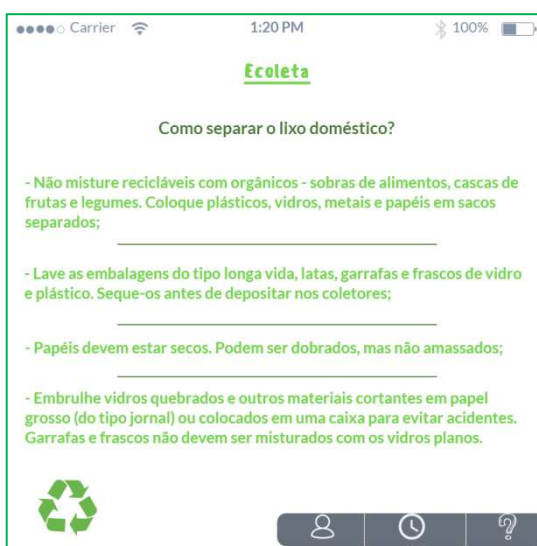 Carrier 1:20 PM 100%
Ecoleta
Como separar o lixo doméstico?
- Não misture recicláveis com orgânicos - sobras de alimentos, cascas de
frutas e legumes. Coloque plásticos, vidros, metais e papéis em sacos
separados;
- Lave as embalagens do tipo longa vida, latas, garrafas e frascos de vidro
e plástico. Seque-os antes de depositar nos coletores;
- Papéis devem estar secos. Podem ser dobrados, mas não amassados;
- Embrulhe vidros quebrados e outros materiais cortantes em papel
grosso (do tipo jornal) ou colocados em uma caixa para evitar acidentes.
Garrafas e frascos não devem ser misturados com os vidros planos.